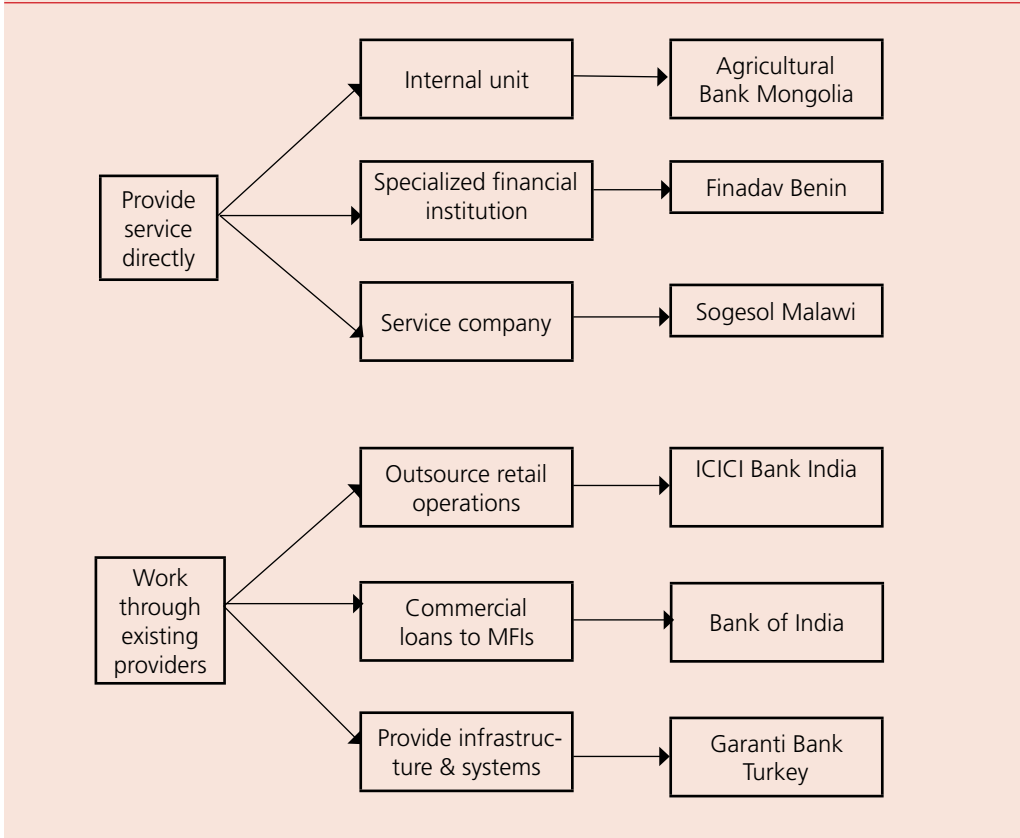 Provide
service
directly
Internal unit
Agricultural
Bank Mongolia
Specialized financial
institution
Finadav Benin
Service company
Sogesol Malawi
Work
through
existing
providers
Outsource retail
operations
ICICI Bank India
Commercial
loans to MFIs
Bank of India
Provide infrastruc-
ture & systems
Garanti Bank
Turkey